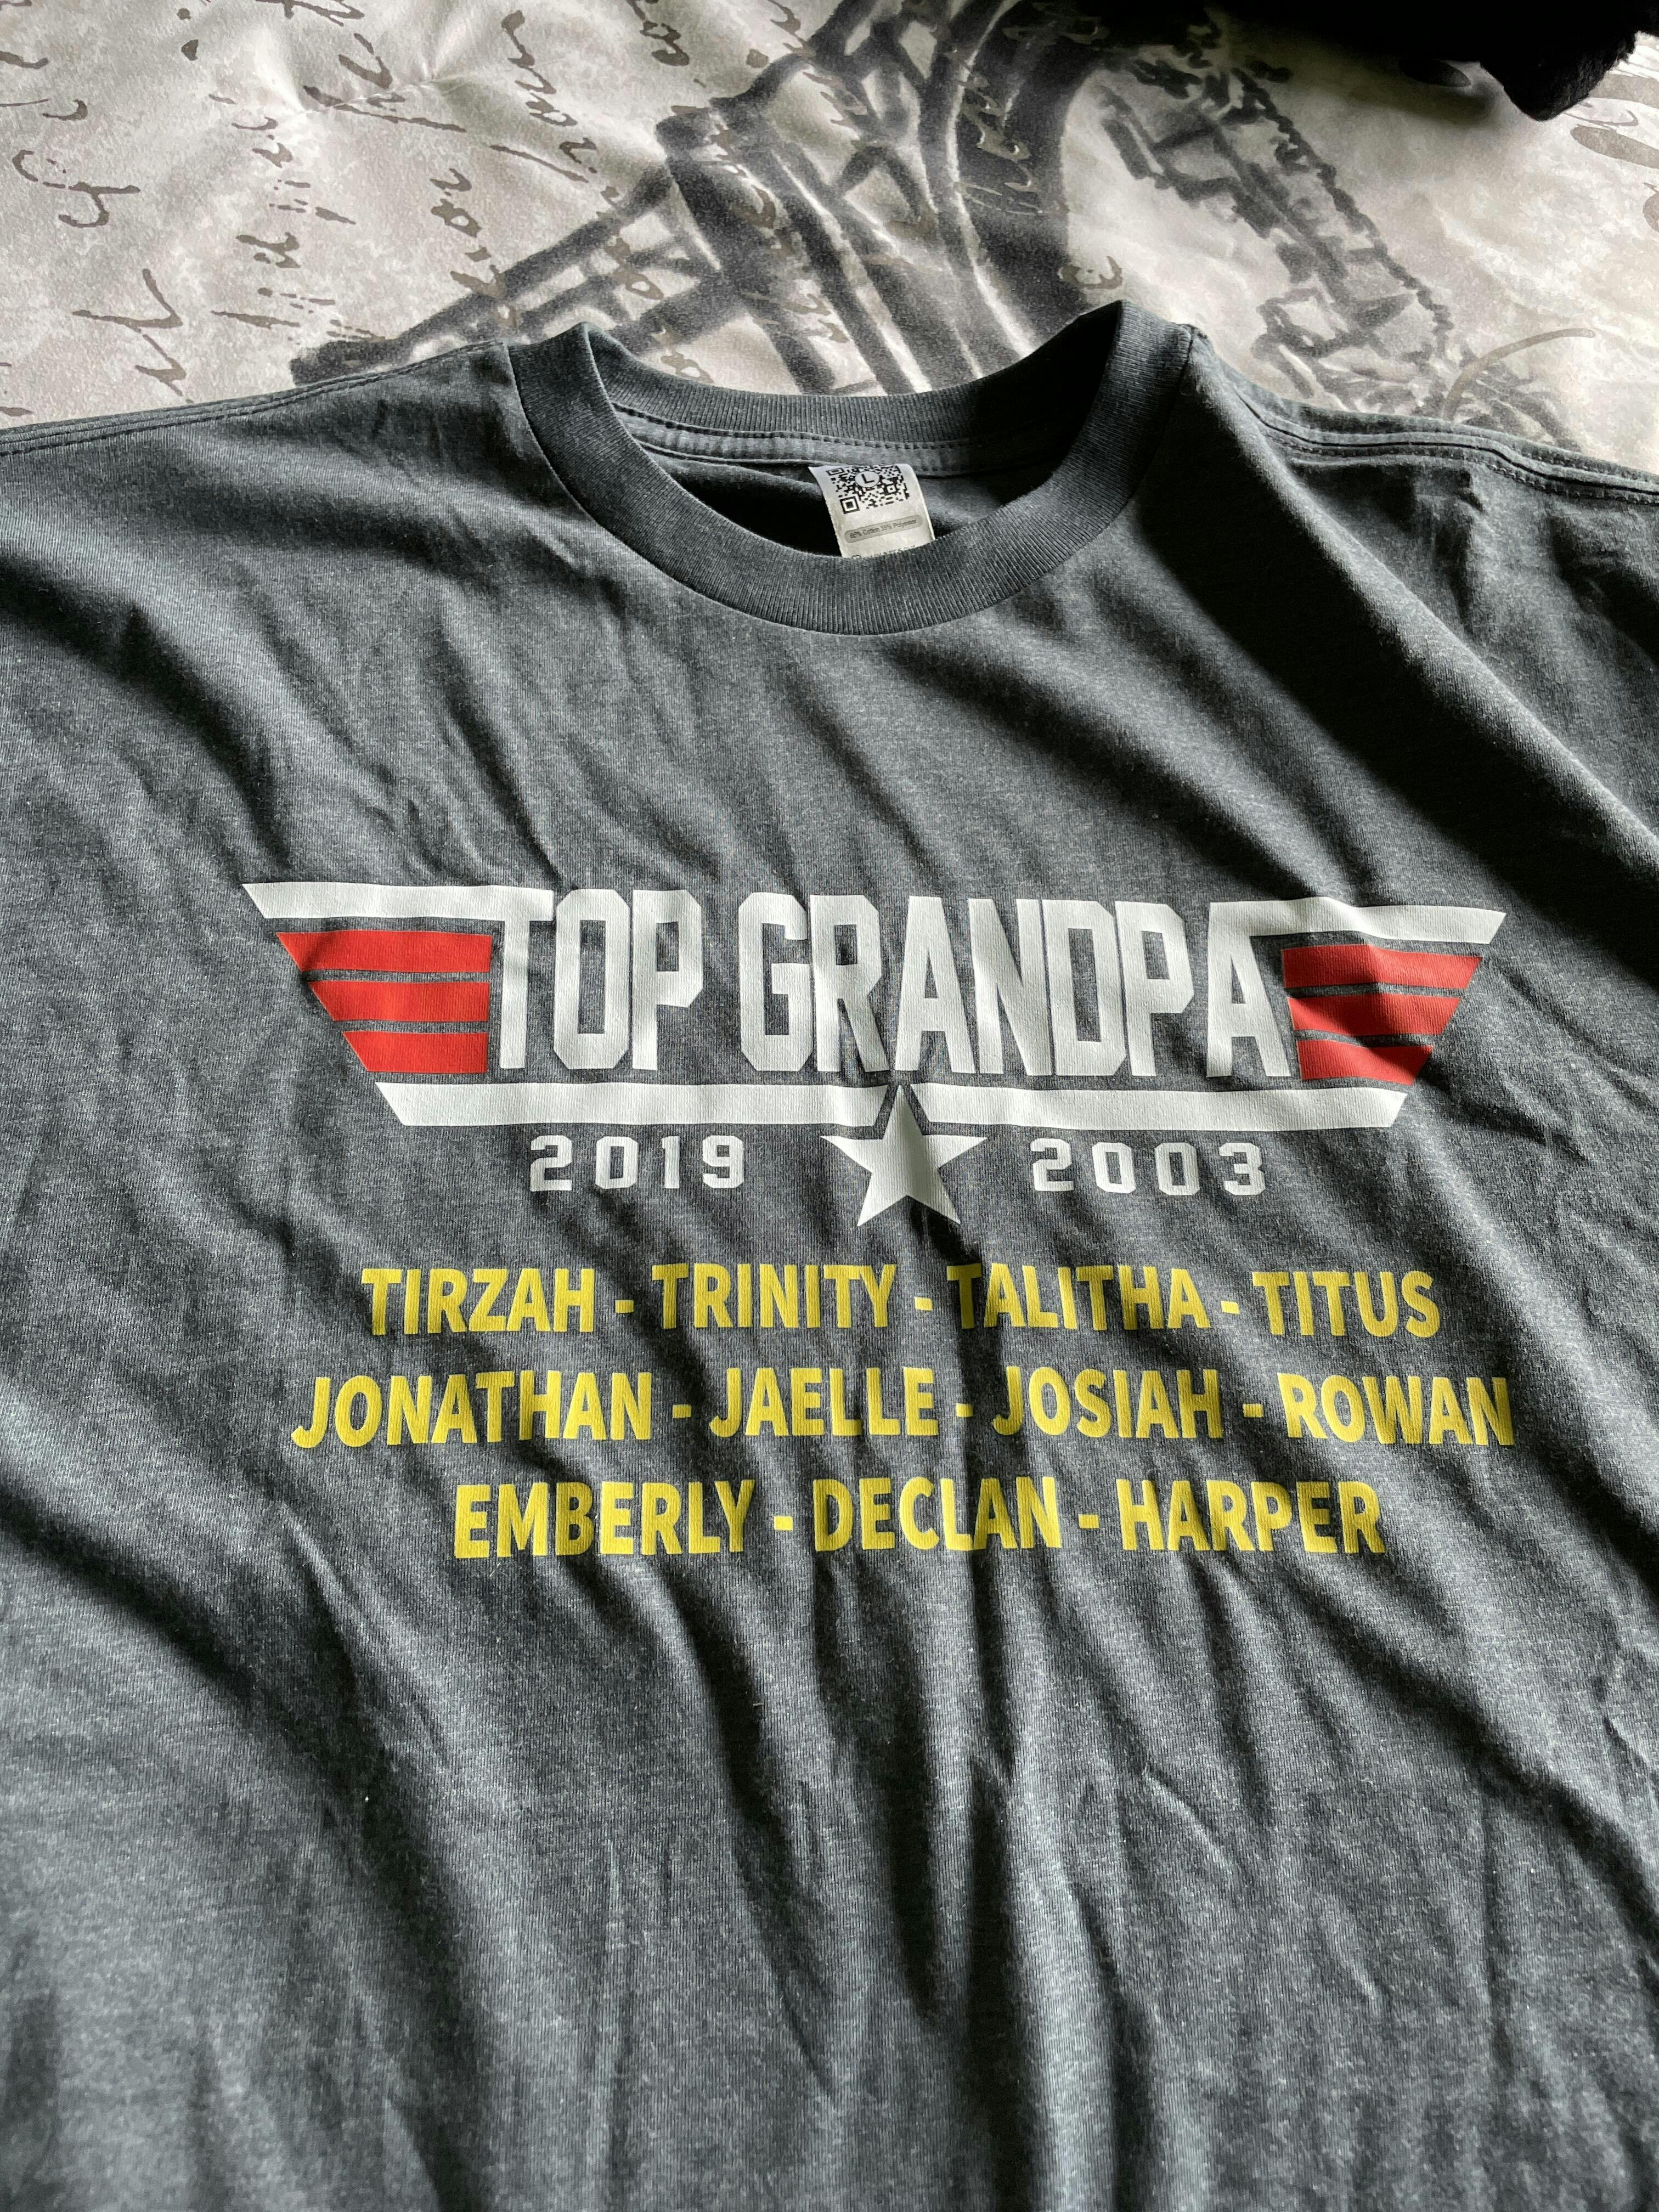 L
TOP GRANDPA
2019 2003
TIRZAH - TRINITY - TALITHA - TITUS
JONATHAN - JAELLE - JOSIAH - ROWAN
EMBERLY - DECLAN - HARPER